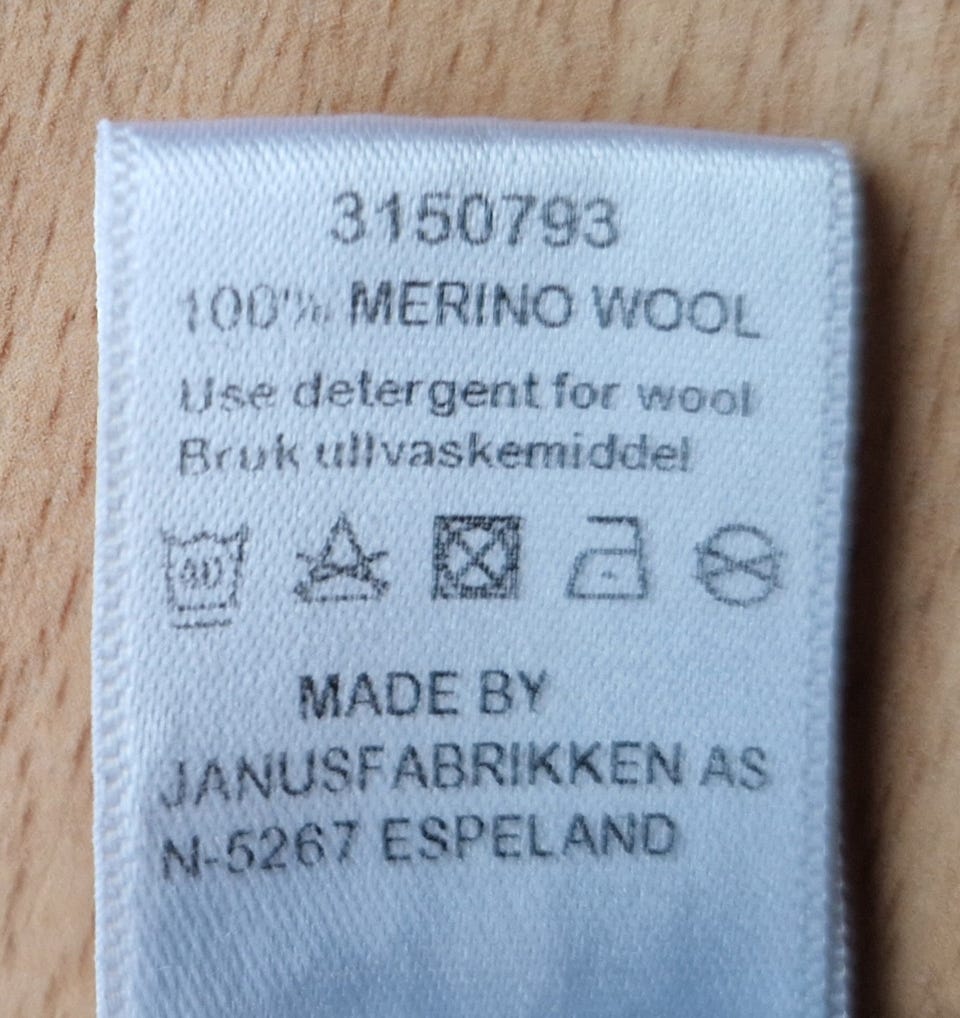 3150793
100% MERINO WOOL
Use detergent for wool
Bruk ullvaskemiddel
40
MADE BY
JANUSFABRIKKEN AS
N-5267 ESPELAND